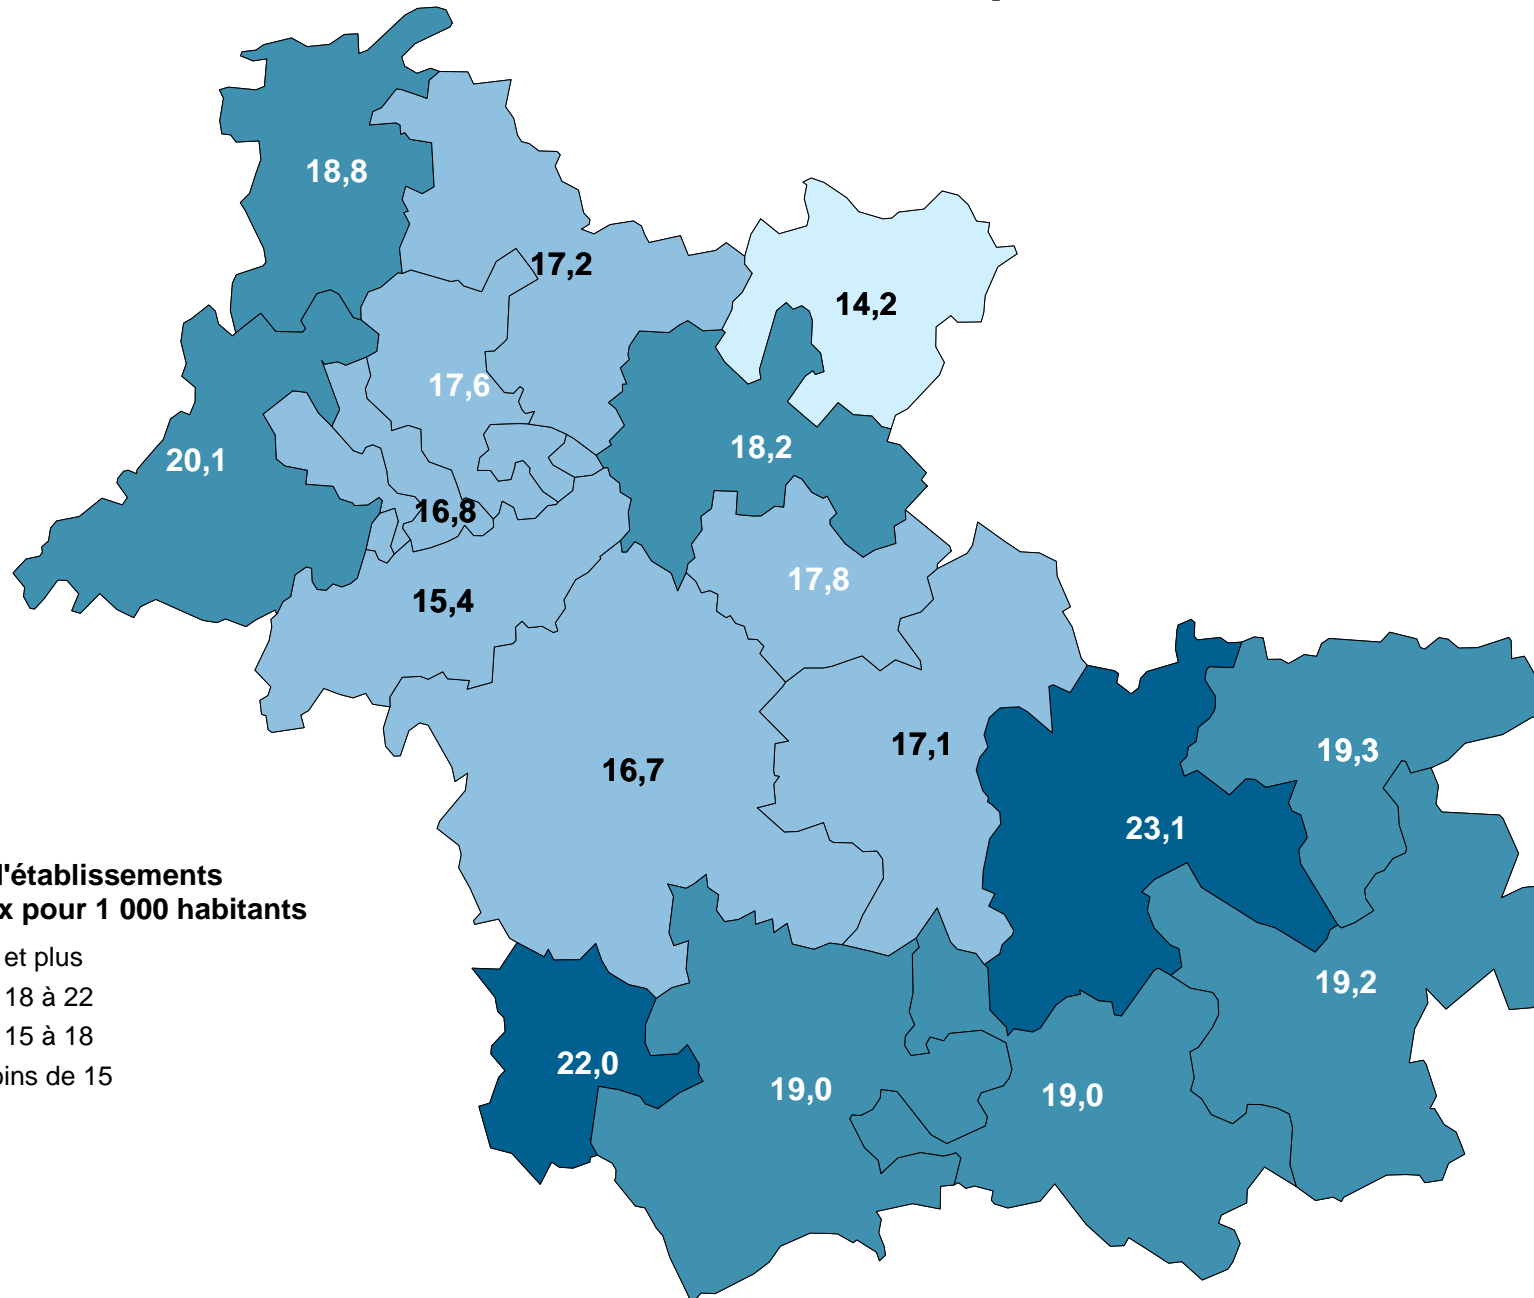 18,8
17,2
14,2
17,6
18,2
20,1
16,8
17,8
15,4
17,1
19,3
16,7
23,1
l'établissements
x pour 1 000 habitants
et plus
18 à 22
19,2
15 à 18
22,0
oins de 15
19,0
19,0